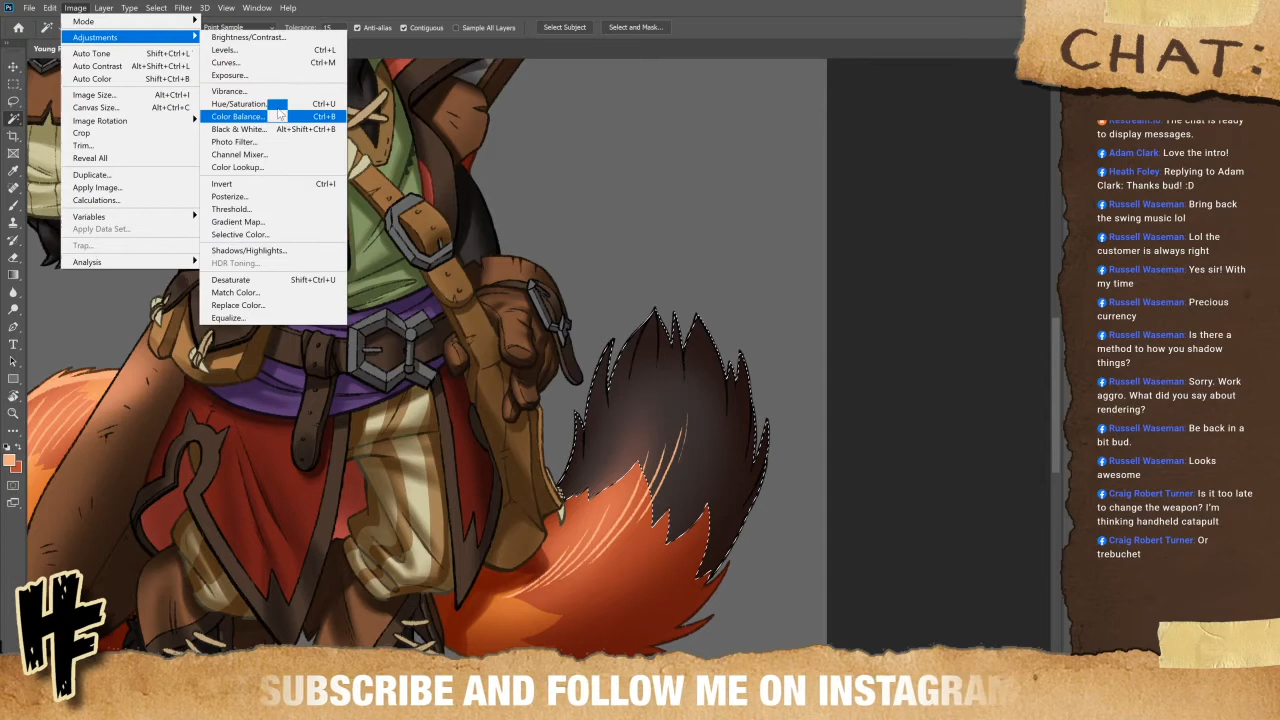 File Edit Image Layer Type Select Filter 3D View Window Help
Point Sample Tolerance: 15 Anti-alias Contiguous Sample All Layers Select Subject Select and Mask...
Young
Mode
Adjustments
Auto Tone Shift+Ctrl+L
Auto Contrast Alt+Shift+Ctrl+L
Auto Color Shift+Ctrl+B
Image Size... Alt+Ctrl+I
Canvas Size... Alt+Ctrl+C
Image Rotation
Crop
Trim...
Reveal All
Duplicate...
Apply Image...
Calculations...
Variables
Apply Data Set...
Trap...
Analysis
Brightness/Contrast...
Levels... Ctrl+L
Curves... Ctrl+M
Exposure...
Vibrance...
Hue/Saturation... Ctrl+U
Color Balance... Ctrl+B
Black & White... Alt+Shift+Ctrl+B
Photo Filter...
Channel Mixer...
Color Lookup...
Invert Ctrl+I
Posterize...
Threshold...
Gradient Map...
Selective Color...
Shadows/Highlights...
HDR Toning...
Desaturate Shift+Ctrl+U
Match Color...
Replace Color...
Equalize...
CHAT:
Restream.io: The chat is ready
to display messages.
Adam Clark: Love the intro!
Heath Foley: Replying to Adam
Clark: Thanks bud! :D
Russell Waseman: Bring back
the swing music lol
Russell Waseman: Lol the
customer is always right
Russell Waseman: Yes sir! With
my time
Russell Waseman: Precious
currency
Russell Waseman: Is there a
method to how you shadow
things?
Russell Waseman: Sorry. Work
aggro. What did you say about
rendering?
Russell Waseman: Be back in a
bit bud.
Russell Waseman: Looks
awesome
Craig Robert Turner: Is it too late
to change the weapon? I'm
thinking handheld catapult
Craig Robert Turner: Or
trebuchet
HF
SUBSCRIBE AND FOLLOW ME ON INSTAGRAM